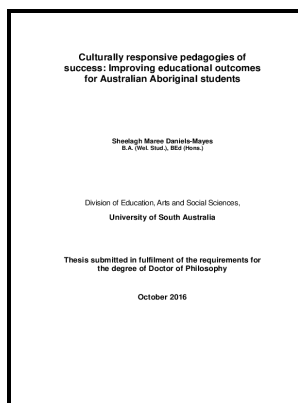 Culturally responsive pedagogies of
success: Improving educational outcomes
for Australian Aboriginal students
Sheelagh Maree Daniels-Mayes
B.A. (Wel. Stud.), BEd (Hons.)
Division of Education, Arts and Social Sciences,
University of South Australia
Thesis submitted in fulfilment of the requirements for
the degree of Doctor of Philosophy
October 2016